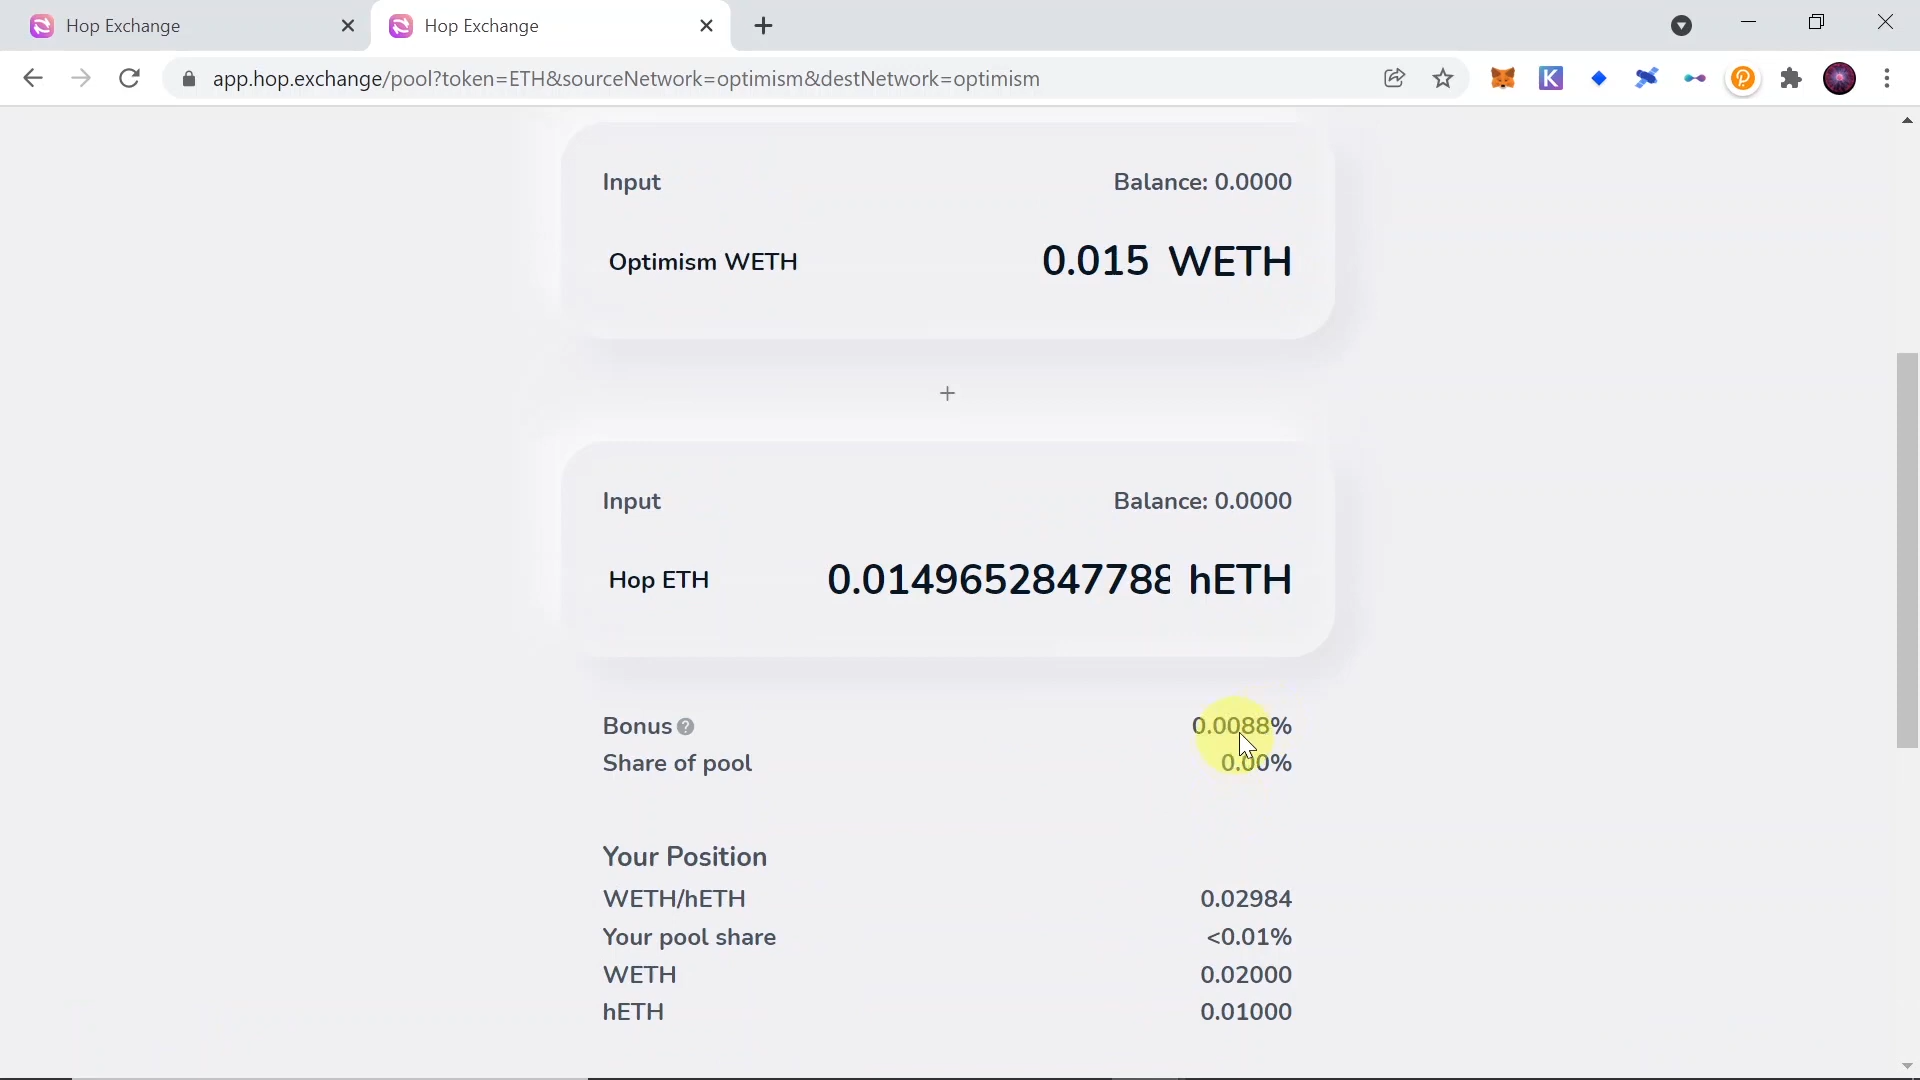 Hop Exchange
Hop Exchange
app.hop.exchange/pool?token=ETH&sourceNetwork=optimism&destNetwork=optimism
Input Balance: 0.0000
Optimism WETH 0.015 WETH
+
Input Balance: 0.0000
Hop ETH 0.0149652847788 hETH
Bonus ? 0.0088%
Share of pool 0.00%
Your Position
WETH/hETH 0.02984
Your pool share <0.01%
WETH 0.02000
hETH 0.01000